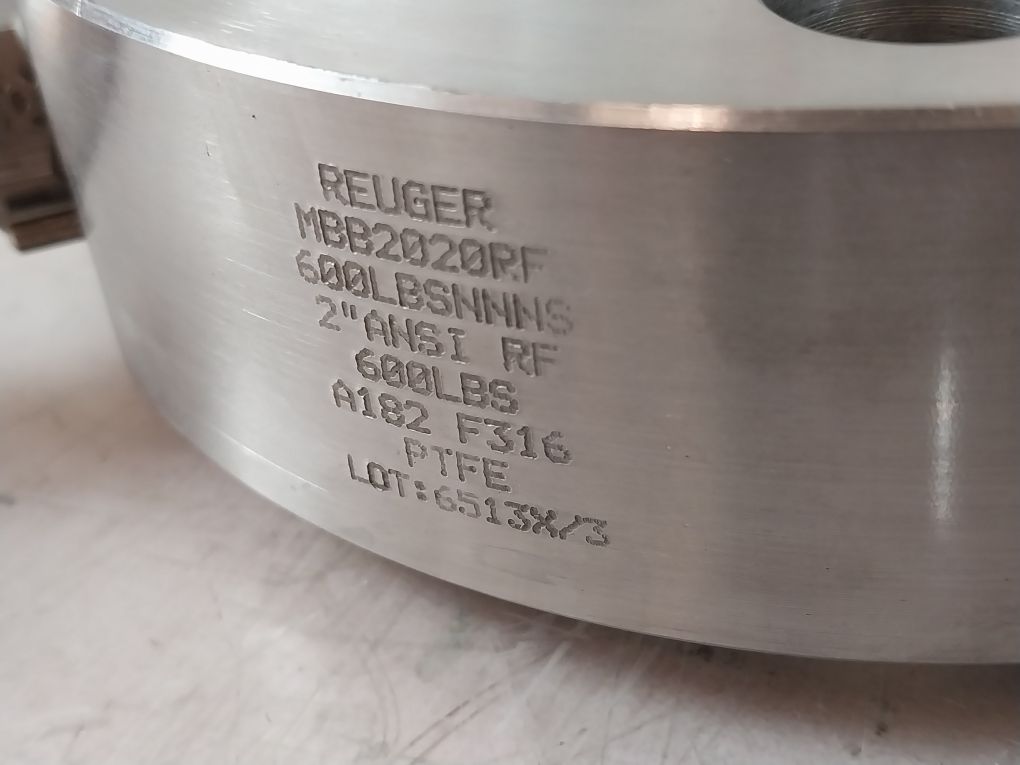 REUGER
MBB2020RF
600LBSNNNS
2"ANSI RF
600LBS
A182 F316
PTFE
LOT:6513X/3